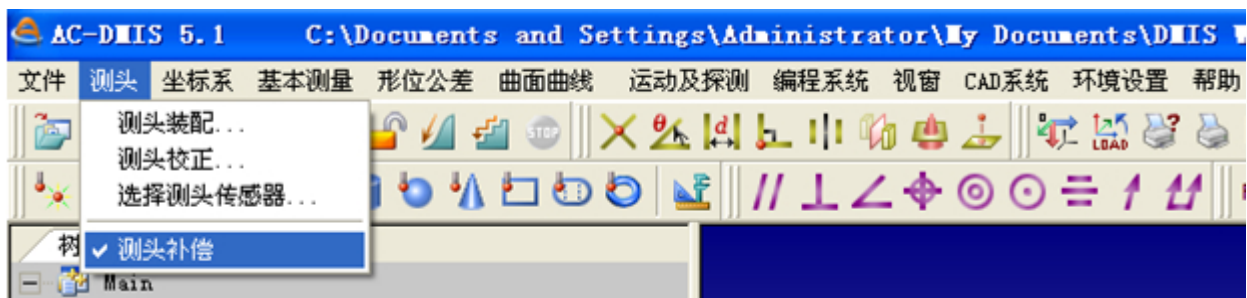 AC-DMIS 5.1 C:\Documents and Settings\Administrator\My Documents\DMIS
文件 测头 坐标系 基本测量 形位公差 曲面曲线 运动及探测 编程系统 视窗 CAD系统 环境设置 帮助
测头装配...
STOP
θ
d
LOAD
?
测头校正...
选择测头传感器...
树
测头补偿
Main